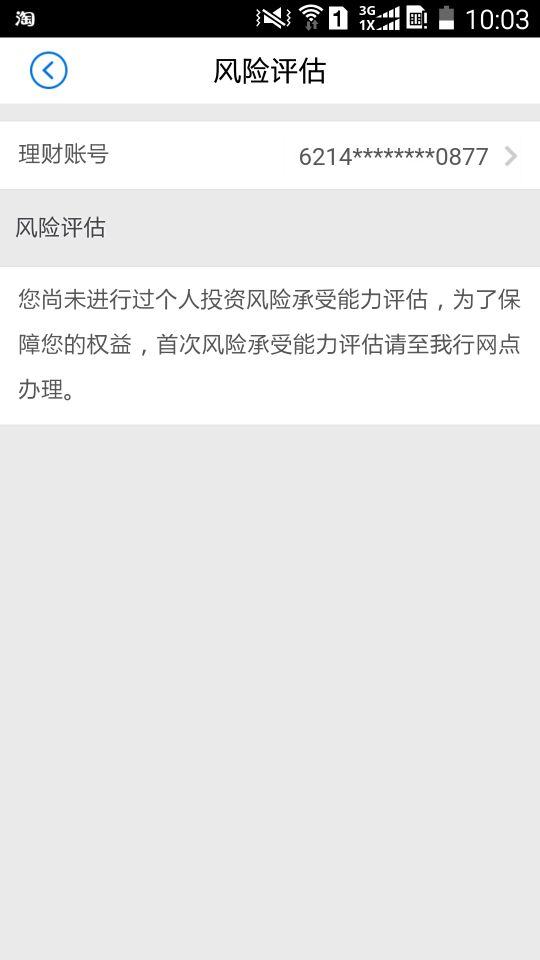 淘 1 3G 1X 10:03
风险评估
理财账号 6214********0877
风险评估
您尚未进行过个人投资风险承受能力评估，为了保
障您的权益，首次风险承受能力评估请至我行网点
办理。